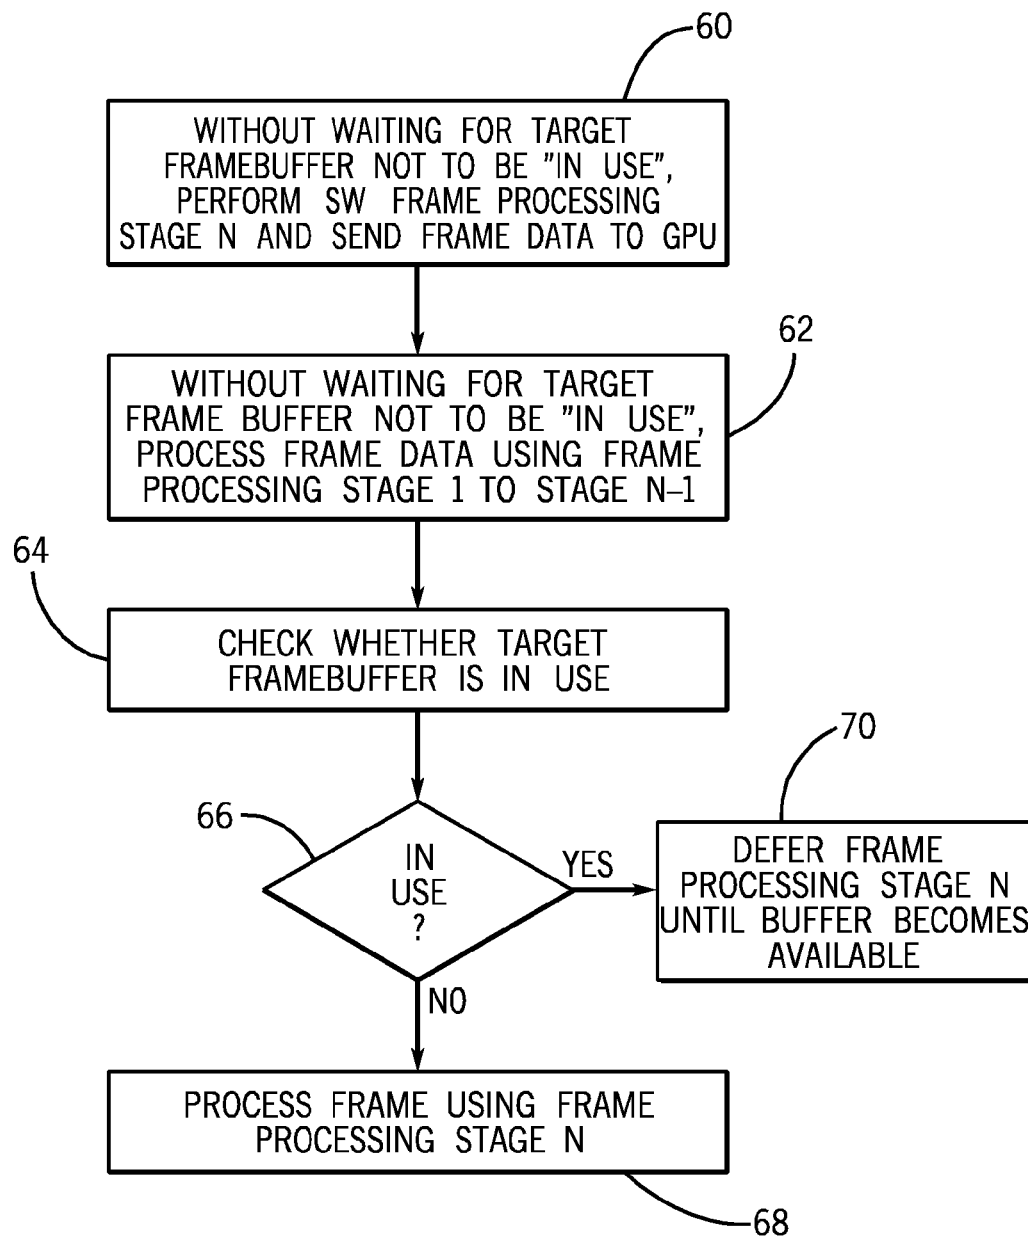 60
WITHOUT WAITING FOR TARGET
FRAMEBUFFER NOT TO BE "IN USE",
PERFORM SW FRAME PROCESSING
STAGE N AND SEND FRAME DATA TO GPU
62
WITHOUT WAITING FOR TARGET
FRAME BUFFER NOT TO BE "IN USE",
PROCESS FRAME DATA USING FRAME
PROCESSING STAGE 1 TO STAGE N–1
64
CHECK WHETHER TARGET
FRAMEBUFFER IS IN USE
66
IN
USE
?
YES
70
DEFER FRAME
PROCESSING STAGE N
UNTIL BUFFER BECOMES
AVAILABLE
NO
PROCESS FRAME USING FRAME
PROCESSING STAGE N
68